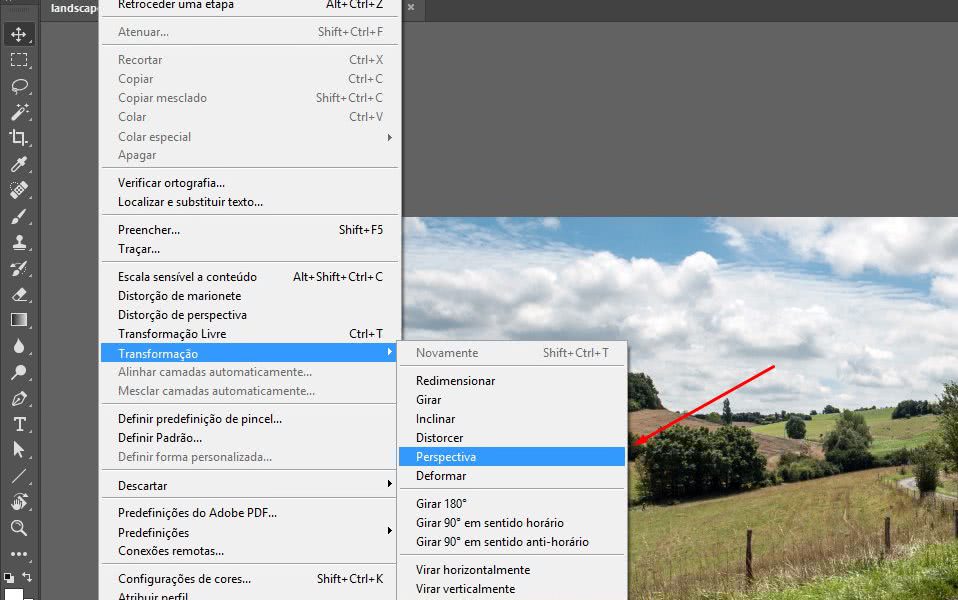 landscap
Retroceder uma etapa Alt+Ctrl+Z
Atenuar... Shift+Ctrl+F
Recortar Ctrl+X
Copiar Ctrl+C
Copiar mesclado Shift+Ctrl+C
Colar Ctrl+V
Colar especial
Apagar
Verificar ortografia...
Localizar e substituir texto...
Preencher... Shift+F5
Traçar...
Escala sensível a conteúdo Alt+Shift+Ctrl+C
Distorção de marionete
Distorção de perspectiva
Transformação Livre Ctrl+T
Transformação
Alinhar camadas automaticamente...
Mesclar camadas automaticamente...
Definir predefinição de pincel...
Definir Padrão...
Definir forma personalizada...
Descartar
Predefinições do Adobe PDF...
Predefinições
Conexões remotas...
Configurações de cores... Shift+Ctrl+K
Atribuir perfil
Novamente Shift+Ctrl+T
Redimensionar
Girar
Inclinar
Distorcer
Perspectiva
Deformar
Girar 180°
Girar 90° em sentido horário
Girar 90° em sentido anti-horário
Virar horizontalmente
Virar verticalmente